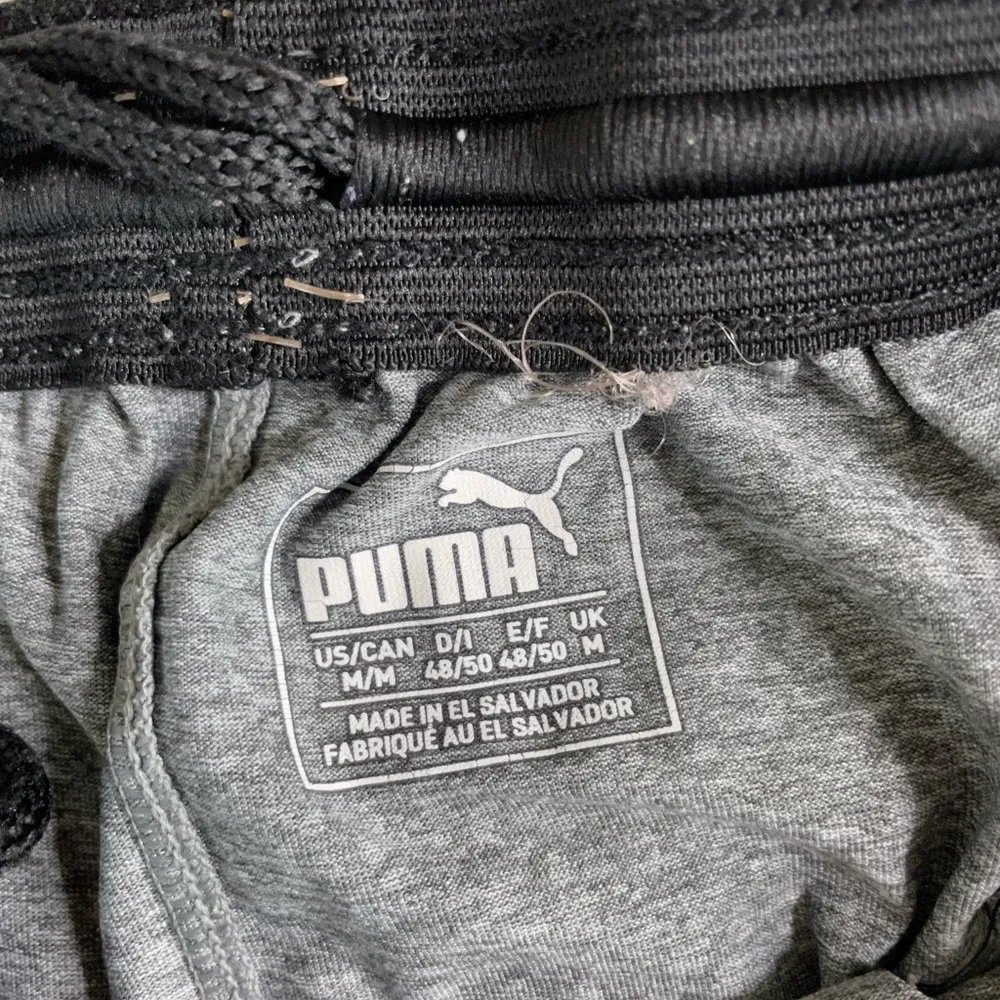 PUMA
US/CAN D/I E/F UK
M/M 48/50 48/50 M
MADE IN EL SALVADOR
FABRIQUÉ AU EL SALVADOR